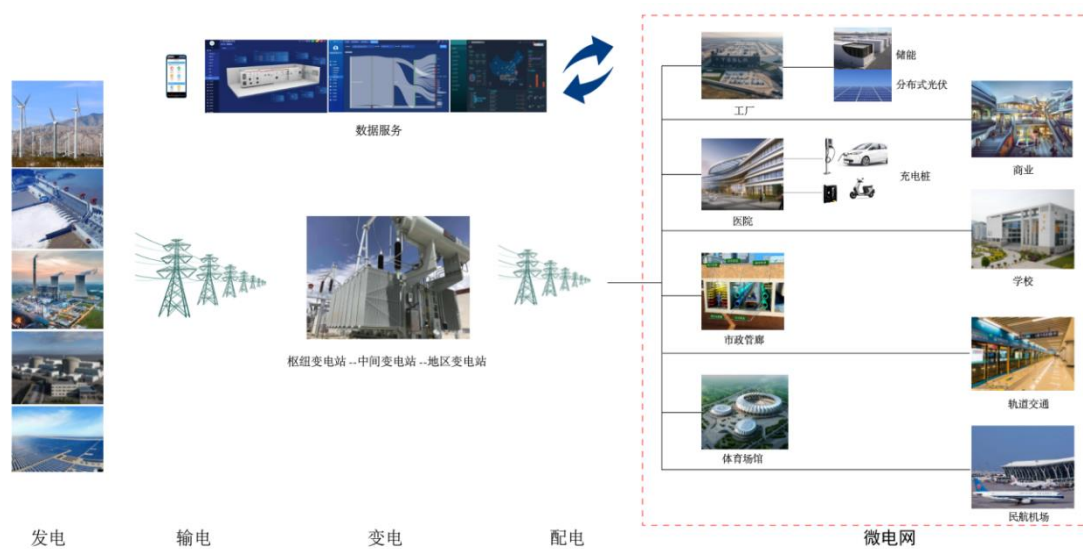 储能
分布式光伏
工厂
数据服务
商业
充电桩
医院
学校
市政管廊
枢纽变电站 -- 中间变电站 -- 地区变电站
轨道交通
体育场馆
民航机场
发电
输电
变电
配电
微电网